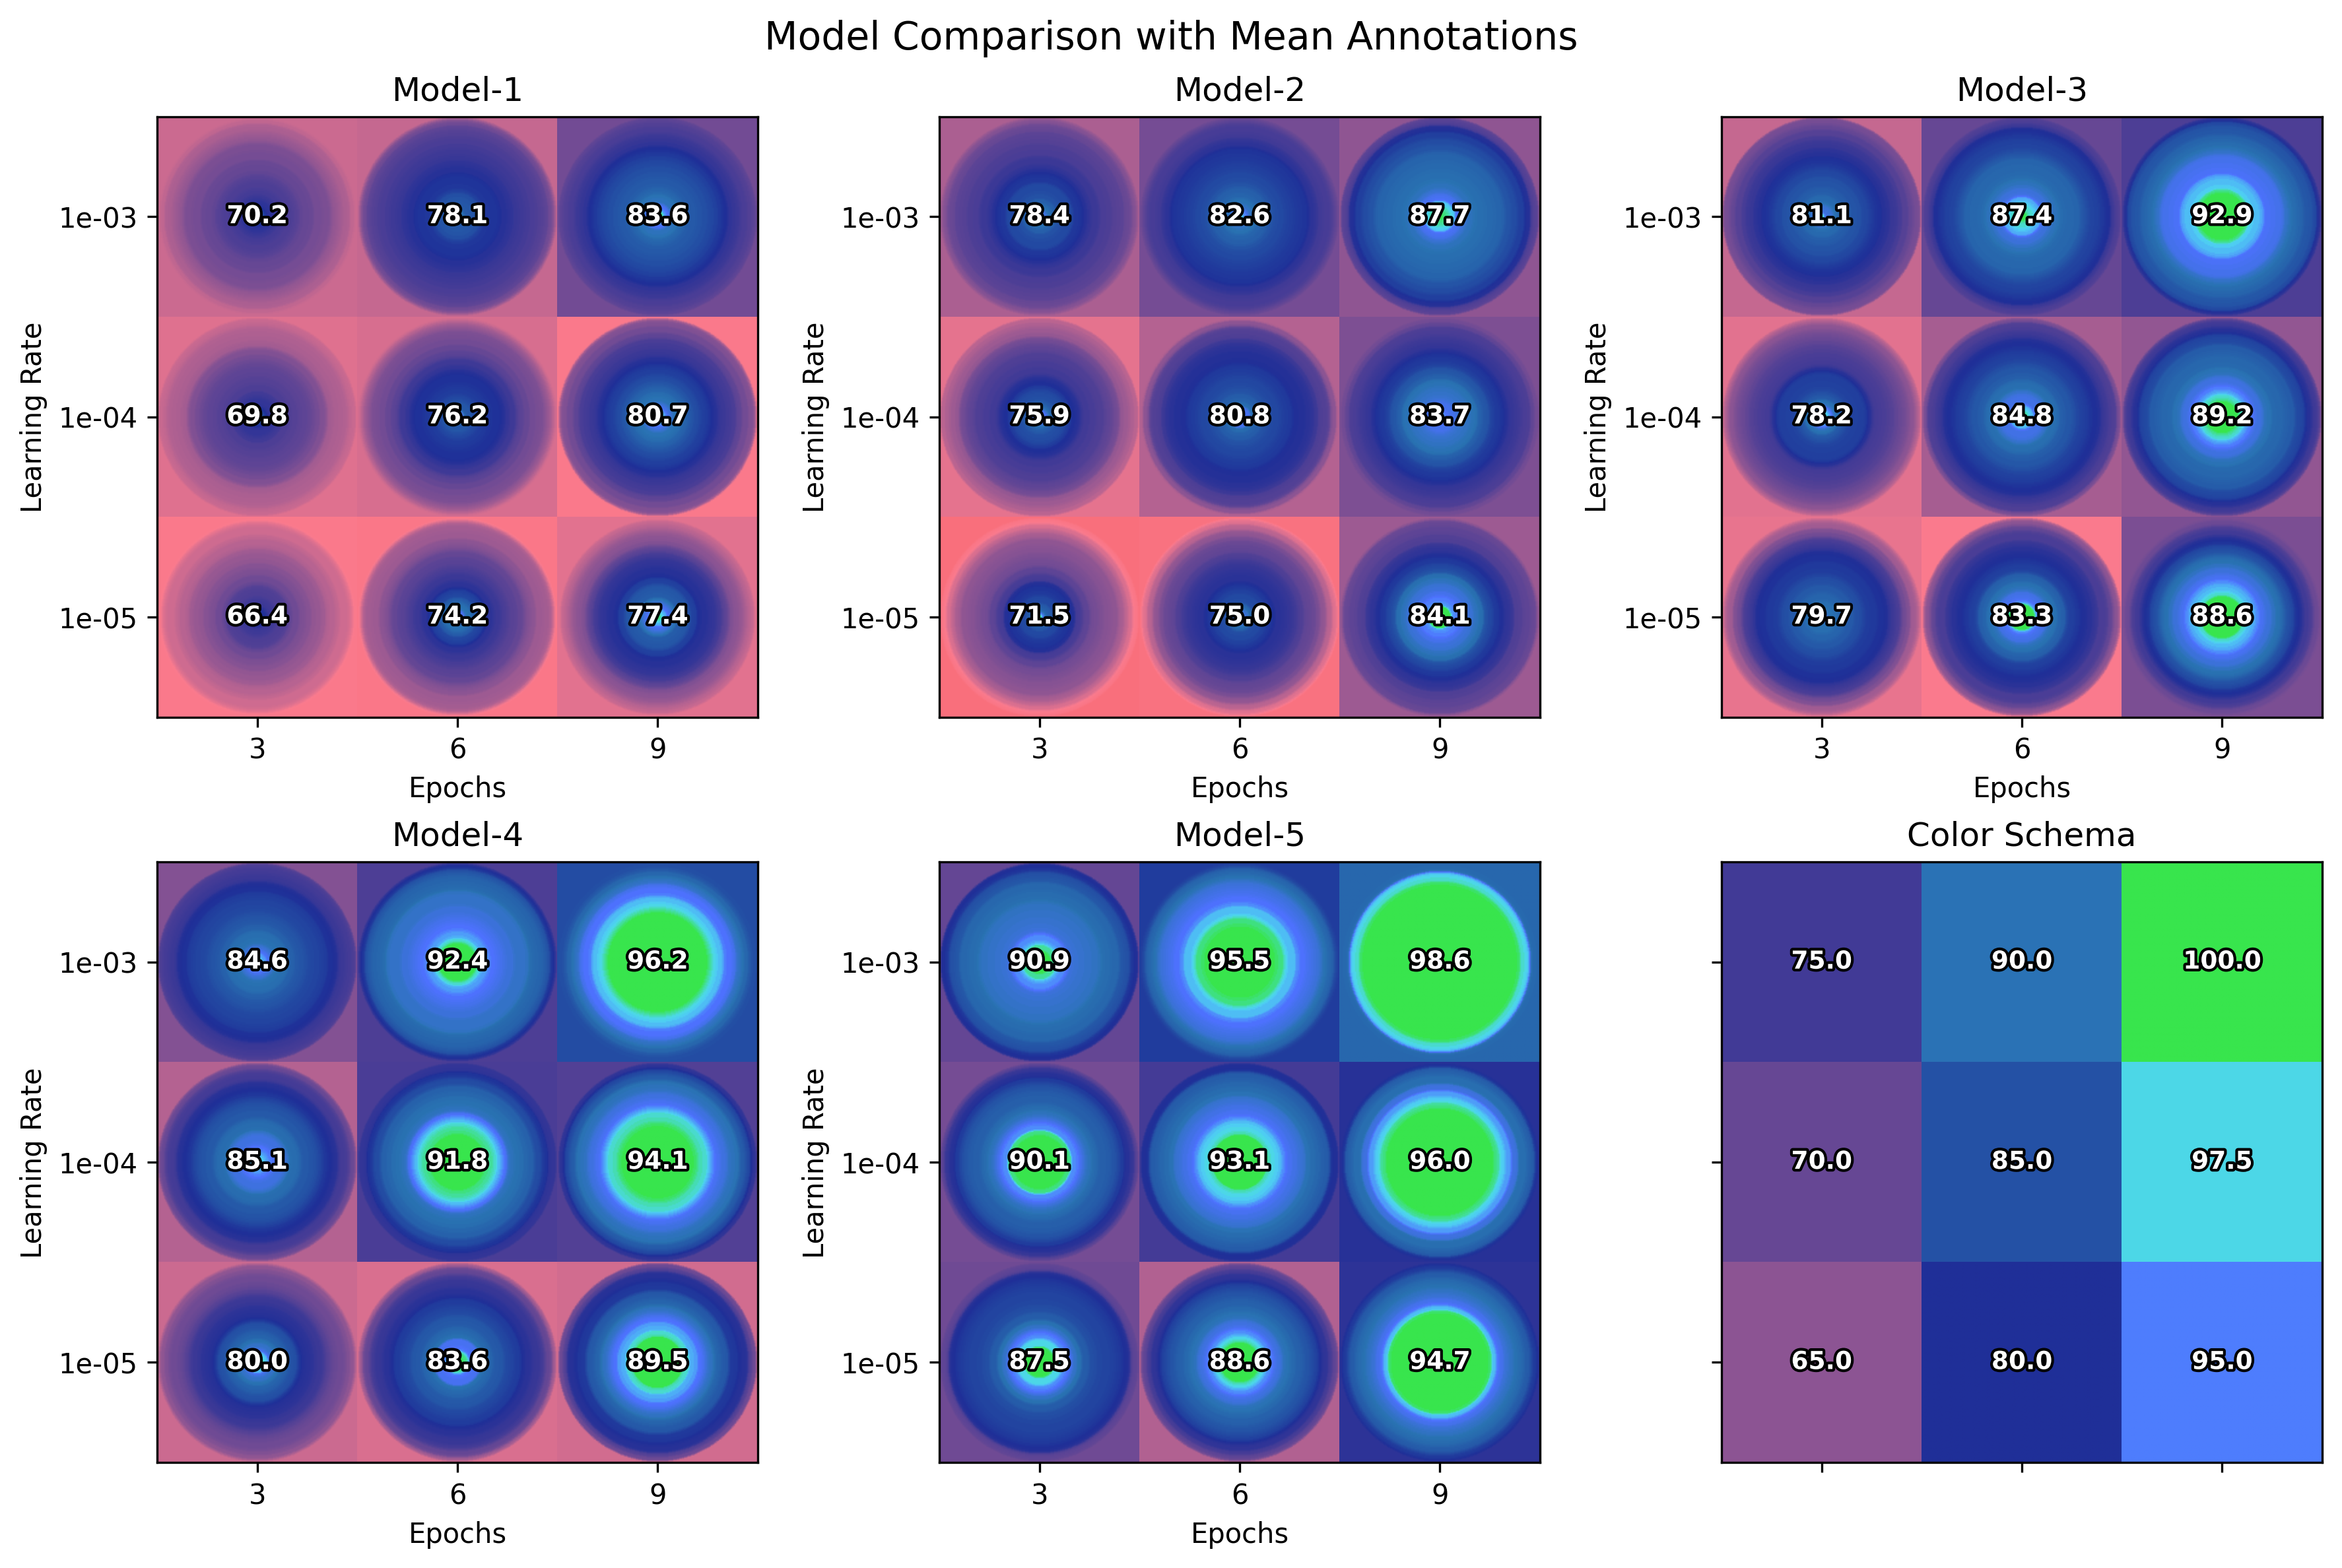 Model Comparison with Mean Annotations
Model-1
Learning Rate
1e-03
70.2 78.1 83.6
1e-04
69.8 76.2 80.7
1e-05
66.4 74.2 77.4
3 6 9
Epochs
Model-2
Learning Rate
1e-03
78.4 82.6 87.7
1e-04
75.9 80.8 83.7
1e-05
71.5 75.0 84.1
3 6 9
Epochs
Model-3
Learning Rate
1e-03
81.1 87.4 92.9
1e-04
78.2 84.8 89.2
1e-05
79.7 83.3 88.6
3 6 9
Epochs
Model-4
Learning Rate
1e-03
84.6 92.4 96.2
1e-04
85.1 91.8 94.1
1e-05
80.0 83.6 89.5
3 6 9
Epochs
Model-5
Learning Rate
1e-03
90.9 95.5 98.6
1e-04
90.1 93.1 96.0
1e-05
87.5 88.6 94.7
3 6 9
Epochs
Color Schema
75.0 90.0 100.0
70.0 85.0 97.5
65.0 80.0 95.0